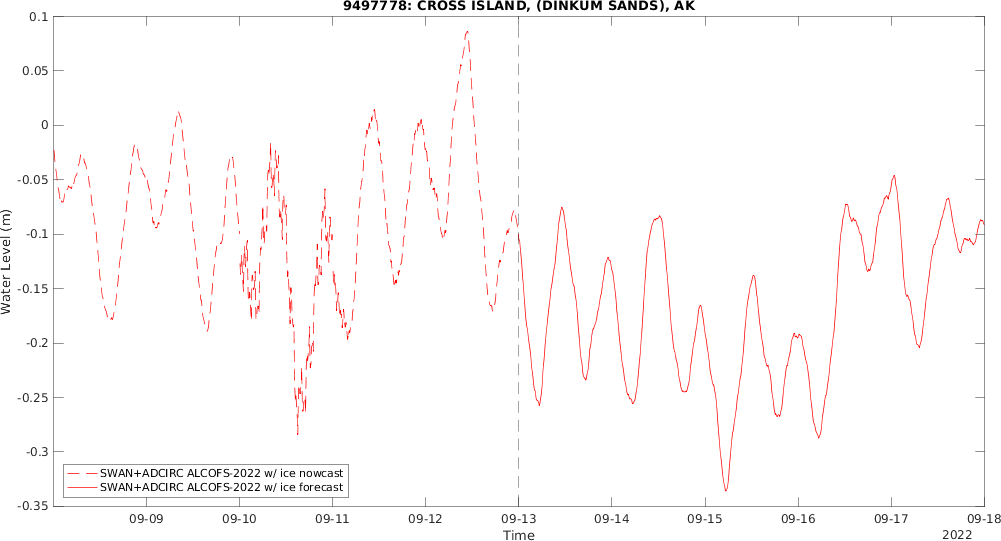 9497778: CROSS ISLAND, (DINKUM SANDS), AK
0.1
0.05
0
-0.05
-0.1
-0.15
-0.2
-0.25
-0.3
-0.35
Water Level (m)
SWAN+ADCIRC ALCOFS-2022 w/ ice nowcast
SWAN+ADCIRC ALCOFS-2022 w/ ice forecast
09-09 09-10 09-11 09-12 09-13 09-14 09-15 09-16 09-17 09-18
Time 2022